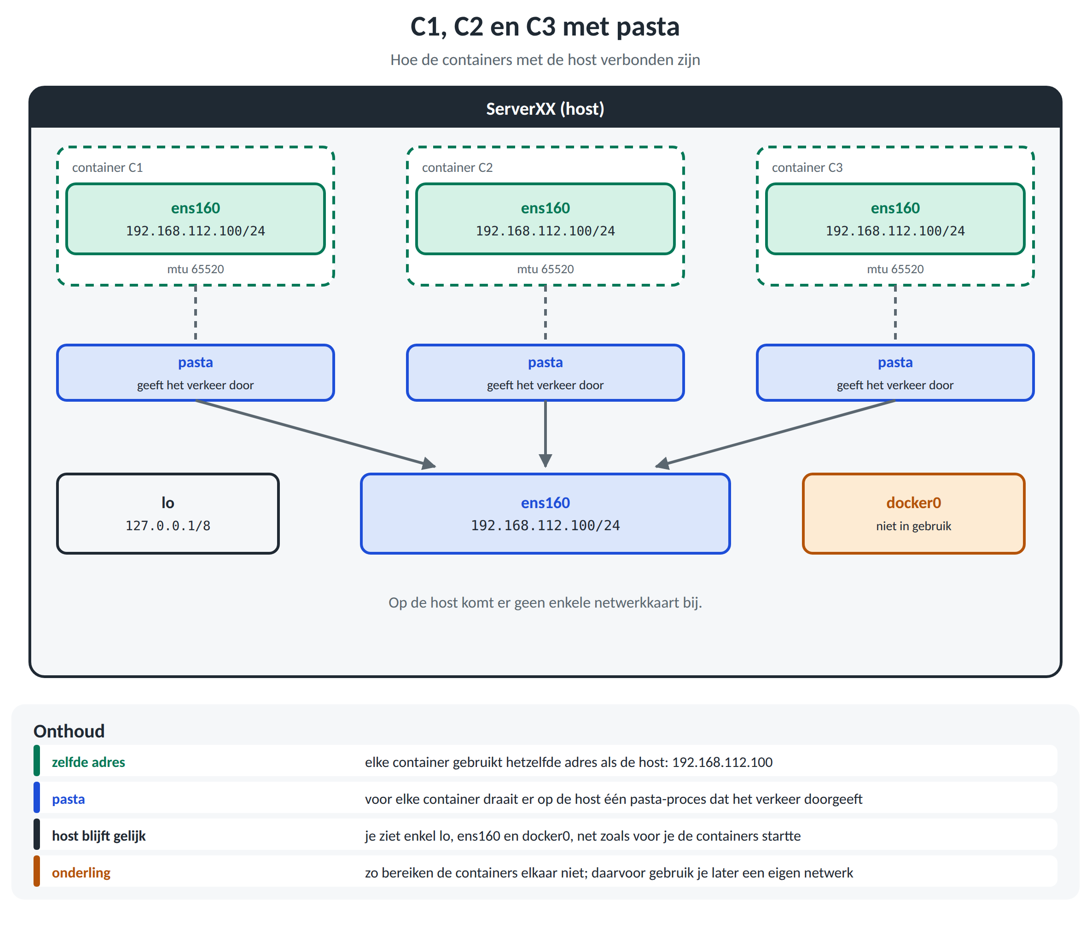 C1, C2 en C3 met pasta
Hoe de containers met de host verbonden zijn
ServerXX (host)
container C1
ens160
192.168.112.100/24
mtu 65520
container C2
ens160
192.168.112.100/24
mtu 65520
container C3
ens160
192.168.112.100/24
mtu 65520
pasta
geeft het verkeer door
pasta
geeft het verkeer door
pasta
geeft het verkeer door
lo
127.0.0.1/8
ens160
192.168.112.100/24
docker0
niet in gebruik
Op de host komt er geen enkele netwerkkaart bij.
Onthoud
zelfde adres elke container gebruikt hetzelfde adres als de host: 192.168.112.100
pasta voor elke container draait er op de host één pasta-proces dat het verkeer doorgeeft
host blijft gelijk je ziet enkel lo, ens160 en docker0, net zoals voor je de containers startte
onderling zo bereiken de containers elkaar niet; daarvoor gebruik je later een eigen netwerk